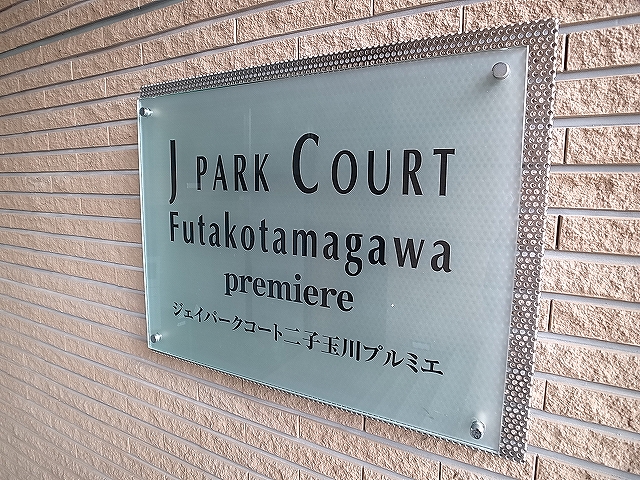 J PARK COURT
Futakotamagawa
premiere
ジェイパークコート二子玉川プルミエ